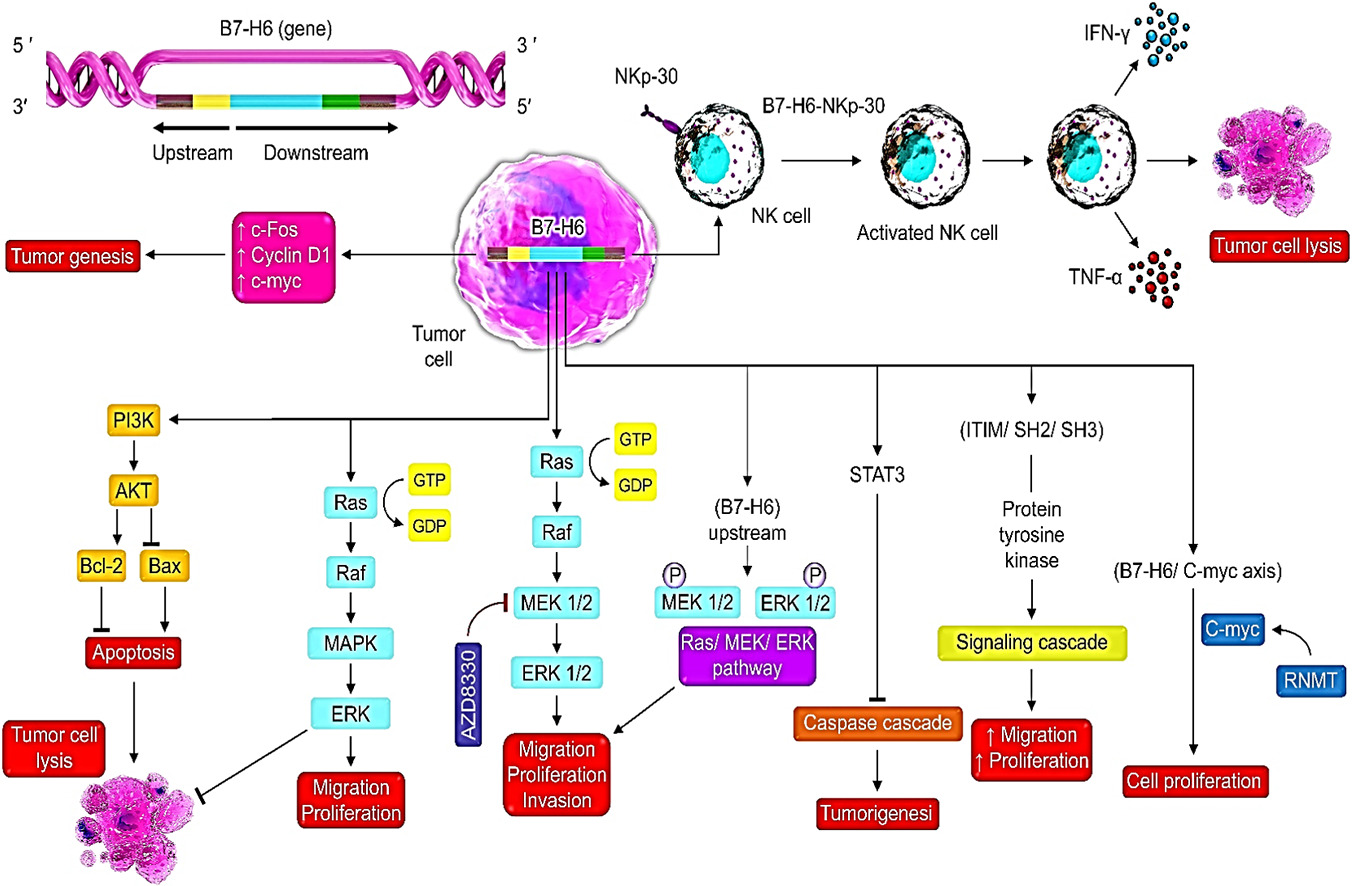 B7-H6 (gene)
5 ′
3 ′
3′
5′
Upstream
Downstream
NKp-30
NK cell
B7-H6-NKp-30
Activated NK cell
IFN-γ
TNF-α
Tumor cell lysis
B7-H6
Tumor
cell
↑ c-Fos
↑ Cyclin D1
↑ c-myc
Tumor genesis
PI3K
AKT
Bcl-2
Bax
Apoptosis
Tumor cell
lysis
Ras
GTP
GDP
Raf
MAPK
ERK
Migration
Proliferation
Ras
GTP
GDP
Raf
MEK 1/2
AZD8330
ERK 1/2
Migration
Proliferation
Invasion
(B7-H6)
upstream
P
P
MEK 1/2
ERK 1/2
Ras/ MEK/ ERK
pathway
STAT3
Caspase cascade
Tumorigenesi
(ITIM/ SH2/ SH3)
Protein
tyrosine
kinase
Signaling cascade
↑ Migration
↑ Proliferation
(B7-H6/ C-myc axis)
C-myc
RNMT
Cell proliferation